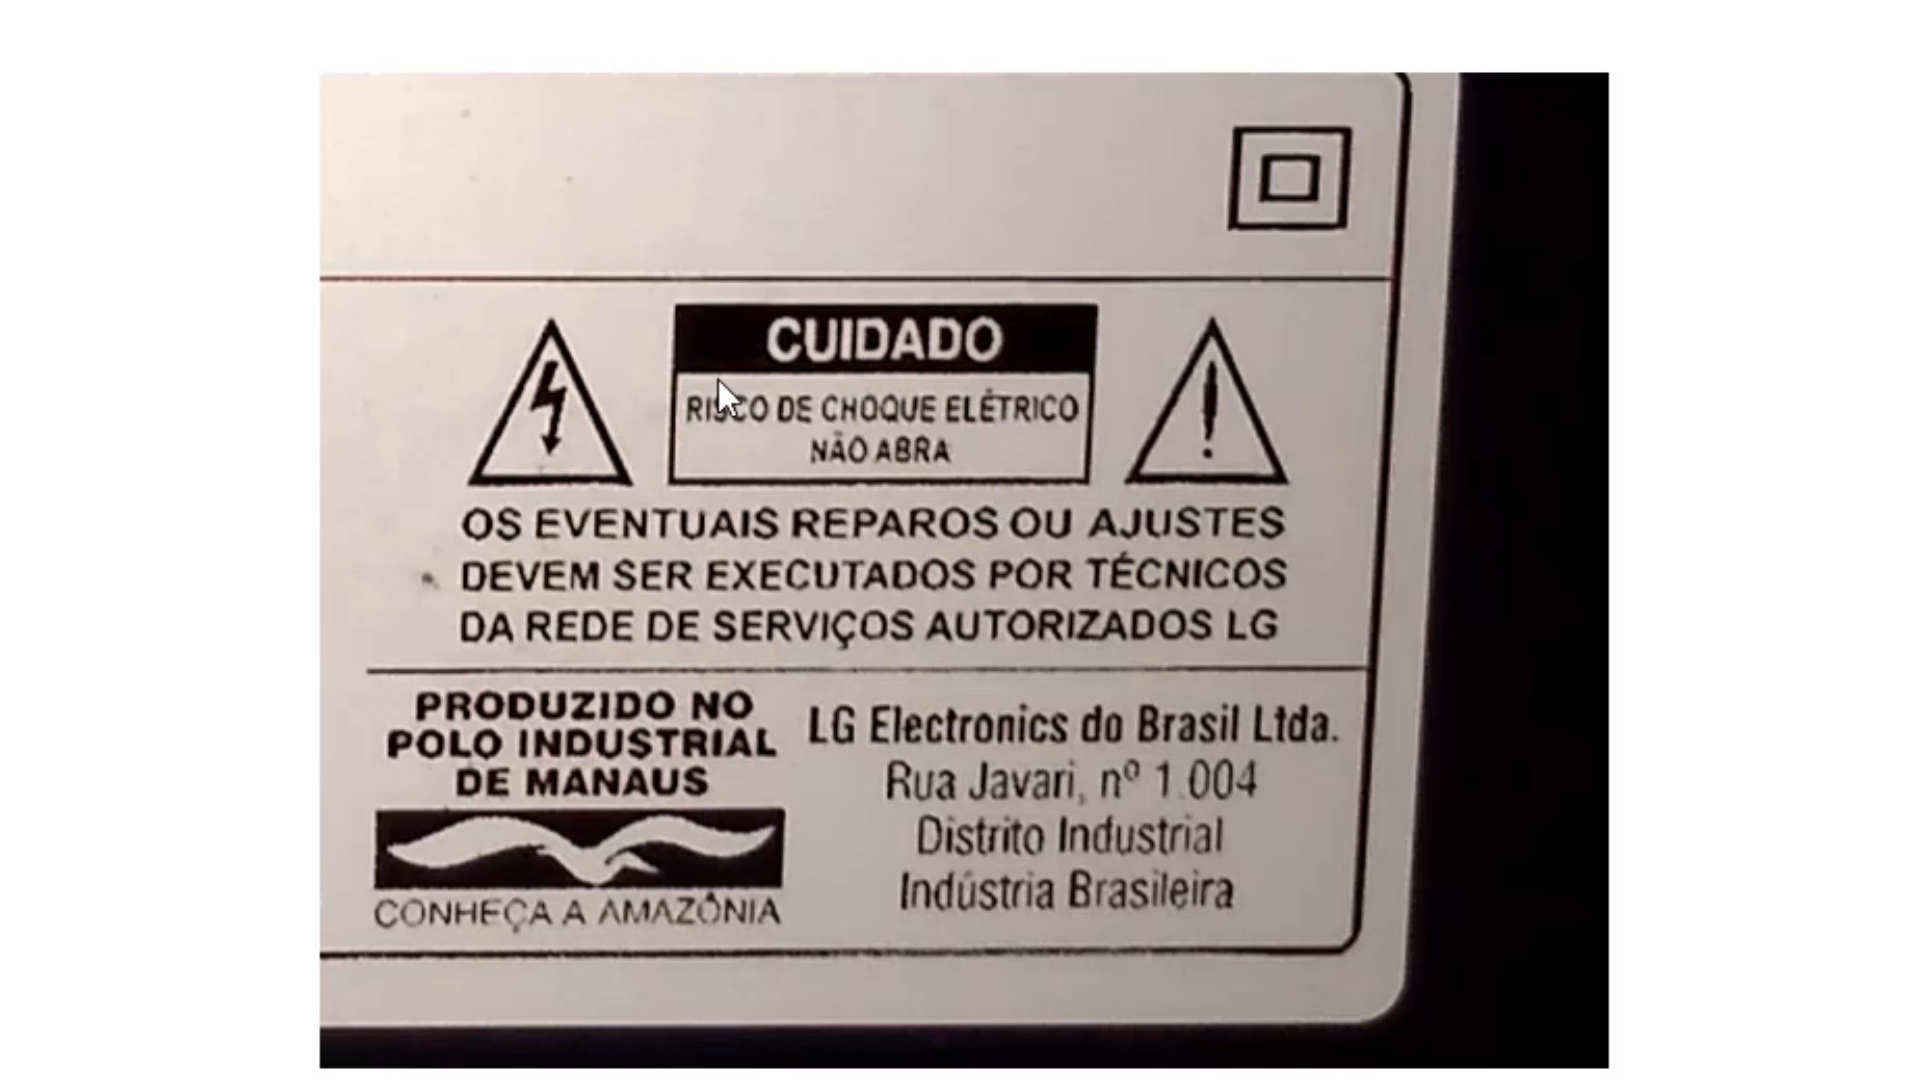 CUIDADO
RISCO DE CHOQUE ELÉTRICO
NÃO ABRA
OS EVENTUAIS REPAROS OU AJUSTES
DEVEM SER EXECUTADOS POR TÉCNICOS
DA REDE DE SERVIÇOS AUTORIZADOS LG
PRODUZIDO NO
POLO INDUSTRIAL
DE MANAUS
CONHEÇA A AMAZÔNIA
LG Electronics do Brasil Ltda.
Rua Javari, nº 1.004
Distrito Industrial
Indústria Brasileira